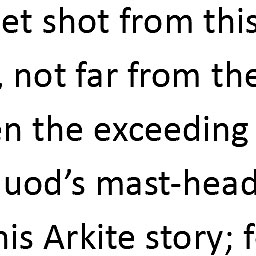 et shot from this
, not far from the
en the exceeding
uod’s mast-head
his Arkite story; f